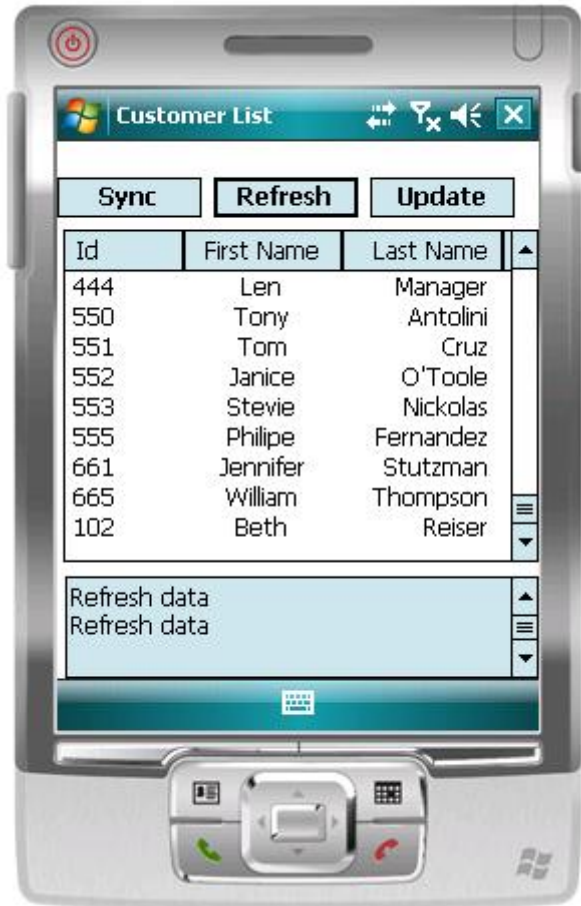 Customer List
Sync Refresh Update
Id First Name Last Name
444 Len Manager
550 Tony Antolini
551 Tom Cruz
552 Janice O'Toole
553 Stevie Nickolas
555 Philipe Fernandez
661 Jennifer Stutzman
665 William Thompson
102 Beth Reiser
Refresh data
Refresh data